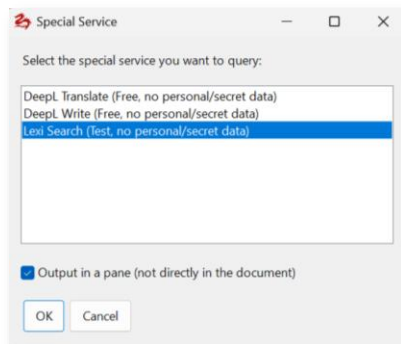 Special Service
Select the special service you want to query:
DeepL Translate (Free, no personal/secret data)
DeepL Write (Free, no personal/secret data)
Lexi Search (Test, no personal/secret data)
Output in a pane (not directly in the document)
OK Cancel